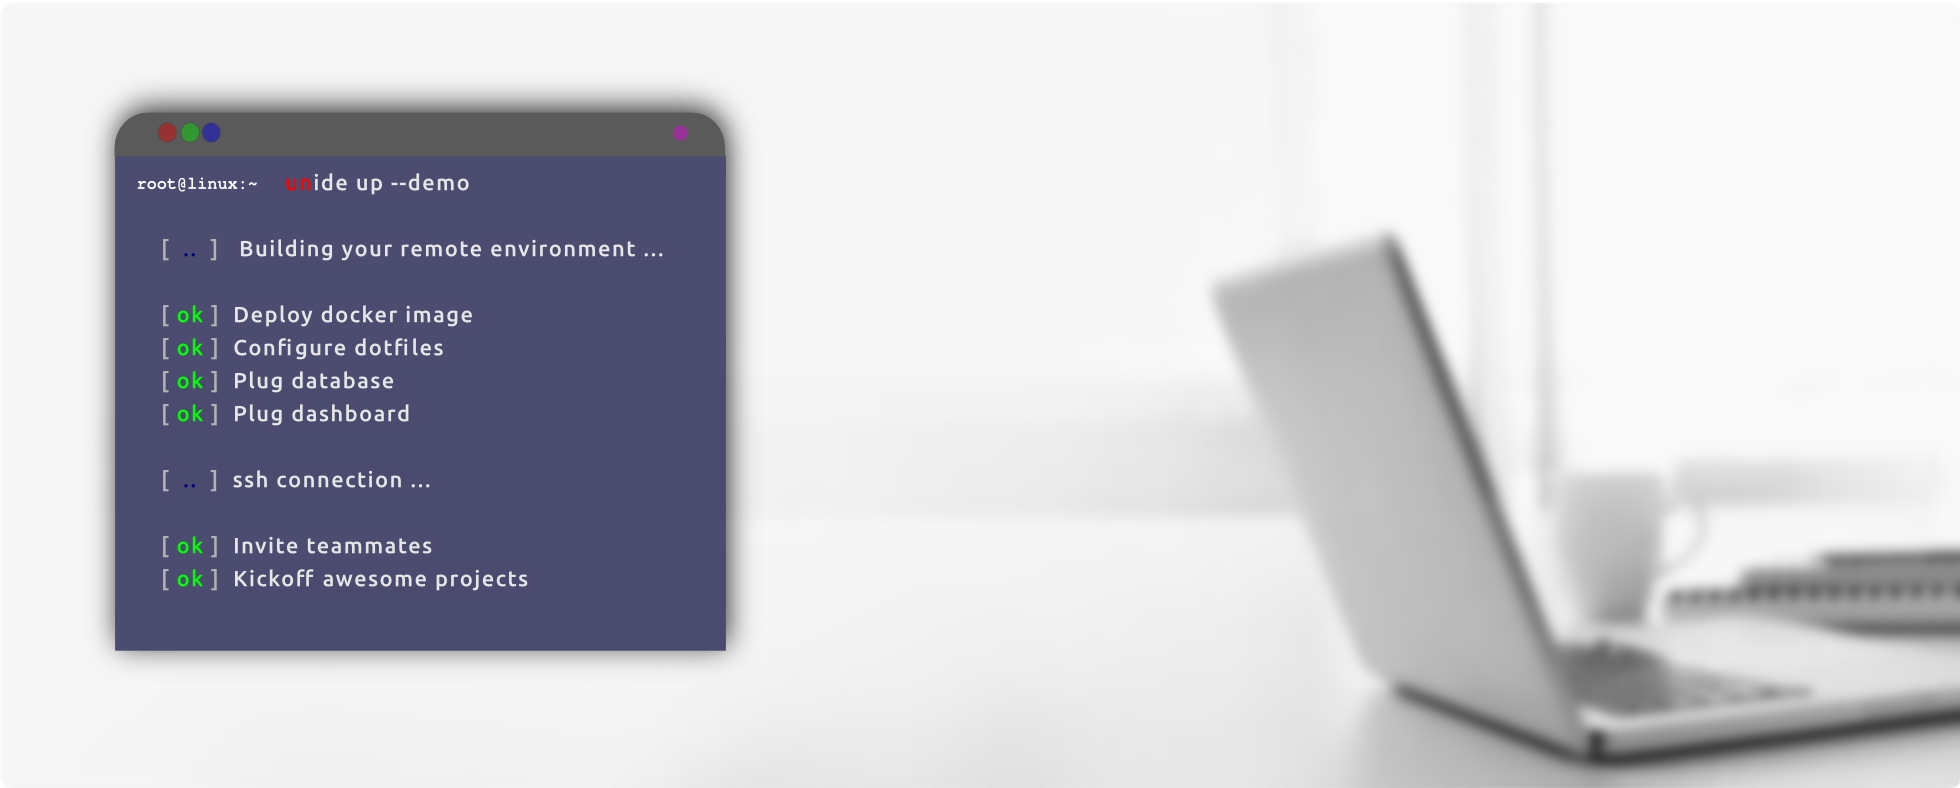 root@linux:~ unide up --demo
[ .. ] Building your remote environment ...
[ ok ] Deploy docker image
[ ok ] Configure dotfiles
[ ok ] Plug database
[ ok ] Plug dashboard
[ .. ] ssh connection ...
[ ok ] Invite teammates
[ ok ] Kickoff awesome projects